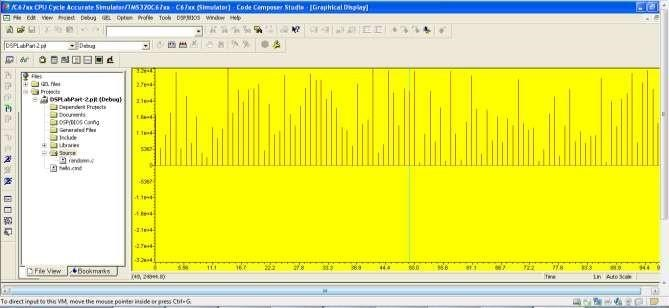 /C67xx CPU Cycle Accurate Simulator/TMS320C67xx - C67xx (Simulator) - Code Composer Studio - [Graphical Display]
File Edit View Project Debug GEL Option Profile Tools DSP/BIOS Window Help
DSPLabPart-2.pjt Debug
Files
GEL files
Projects
DSPLabPart-2.pjt (Debug)
Dependent Projects
Documents
DSP/BIOS Config
Generated Files
Include
Libraries
Source
randomn.c
hello.cmd
File View Bookmarks
3.2e+4
2.7e+4
2.1e+4
1.6e+4
1.1e+4
5367
0
-5367
-1.1e+4
-1.6e+4
-2.1e+4
-2.7e+4
-3.2e+4
5.56 11.1 16.7 22.2 27.8 33.3 38.9 44.4 50.0 55.6 61.1 66.7 72.2 77.8 83.3 88.9 94.4 9
Time Lin Auto Scale
To direct input to this VM, move the mouse pointer inside or press Ctrl+G.